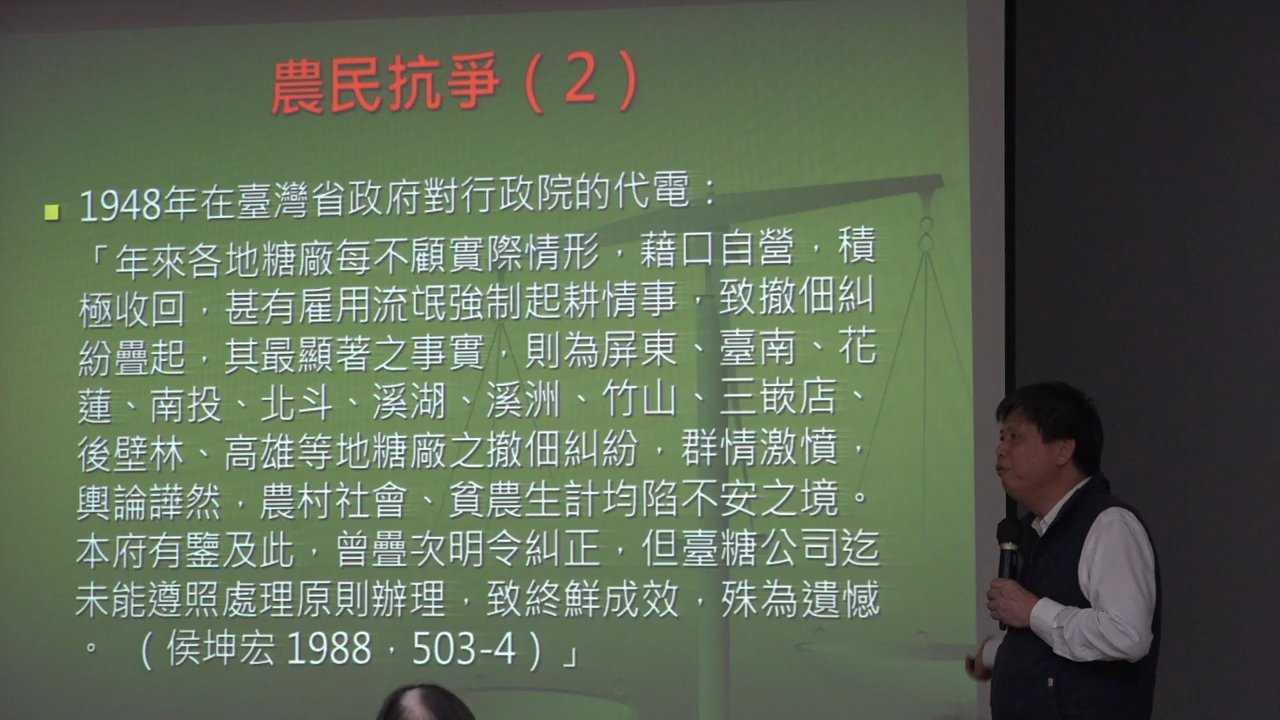 農民抗爭（2）
1948年在臺灣省政府對行政院的代電：
「年來各地糖廠每不顧實際情形，藉口自營，積
極收回，甚有雇用流氓強制起耕情事，致撤佃糾
紛疊起，其最顯著之事實，則為屏東、臺南、花
蓮、南投、北斗、溪湖、溪洲、竹山、三嵌店、
後壁林、高雄等地糖廠之撤佃糾紛，群情激憤，
輿論譁然，農村社會、貧農生計均陷不安之境。
本府有鑒及此，曾疊次明令糾正，但臺糖公司迄
未能遵照處理原則辦理，致終鮮成效，殊為遺憾
。（侯坤宏 1988，503-4）」